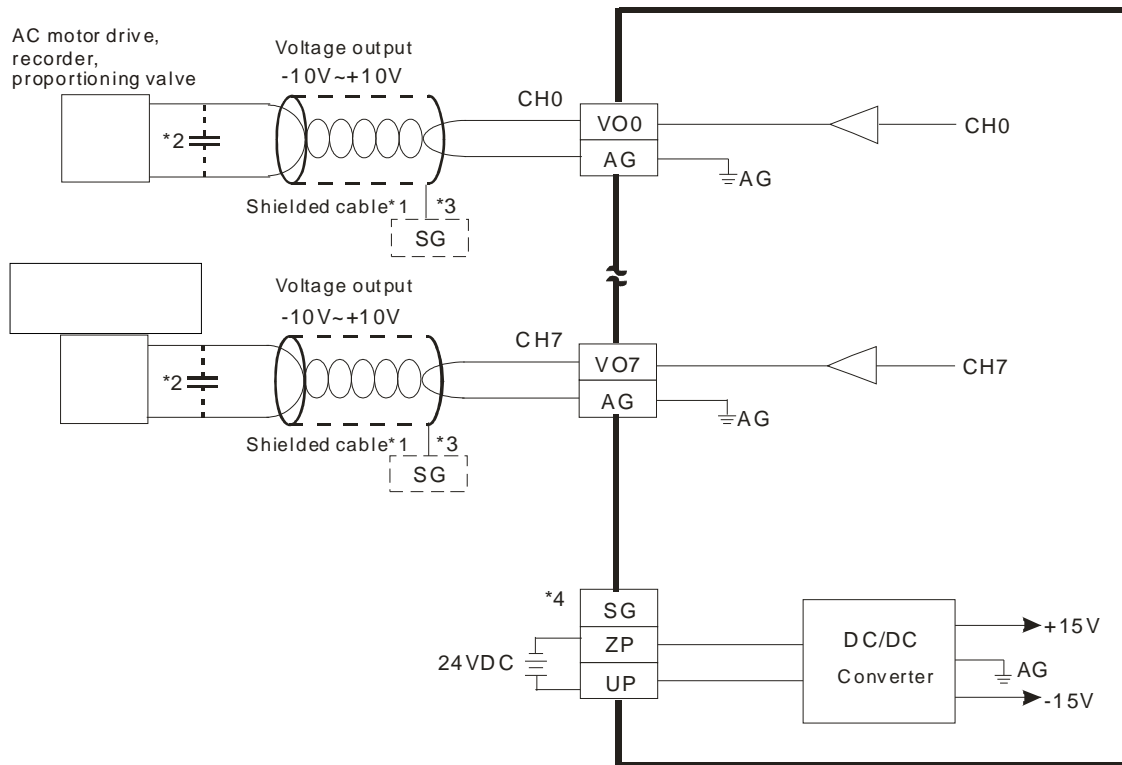 AC motor drive,
recorder,
proportioning valve
Voltage output
-10V~+10V
*2
CH0
VO0
AG
CH0
AG
Shielded cable*1
*3
SG
Voltage output
-10V~+10V
*2
CH7
VO7
AG
CH7
AG
Shielded cable*1
*3
SG
*4
SG
ZP
UP
24VDC
DC/DC
Converter
+15V
AG
-15V